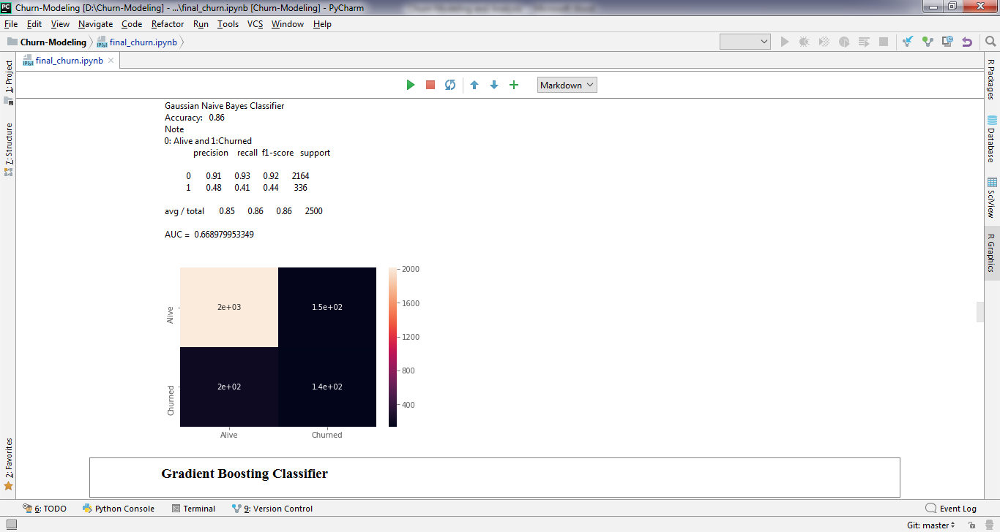 Churn-Modeling [D:\Churn-Modeling] - ...\final_churn.ipynb [Churn-Modeling] - PyCharm
File Edit View Navigate Code Refactor Run Tools VCS Window Help
Churn-Modeling final_churn.ipynb
final_churn.ipynb
Markdown
1: Project
7: Structure
2: Favorites
R Packages
Database
SciView
R Graphics
Gaussian Naive Bayes Classifier
Accuracy: 0.86
Note
0: Alive and 1:Churned
precision recall f1-score support
0 0.91 0.93 0.92 2164
1 0.48 0.41 0.44 336
avg / total 0.85 0.86 0.86 2500
AUC = 0.668979953349
2000
1600
1200
800
400
Alive
2e+03 1.5e+02
Churned
2e+02 1.4e+02
Alive Churned
Gradient Boosting Classifier
6: TODO Python Console Terminal 9: Version Control Event Log
Git: master